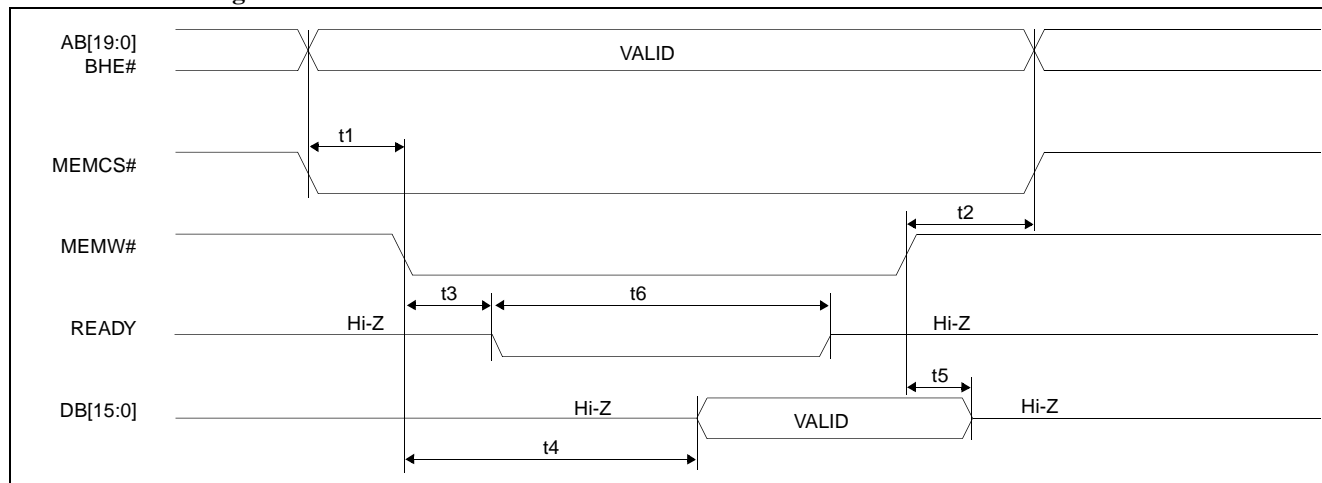 AB[19:0]
BHE#
VALID
t1
MEMCS#
t2
MEMW#
t3
t6
READY
Hi-Z
Hi-Z
t5
DB[15:0]
Hi-Z
VALID
Hi-Z
t4